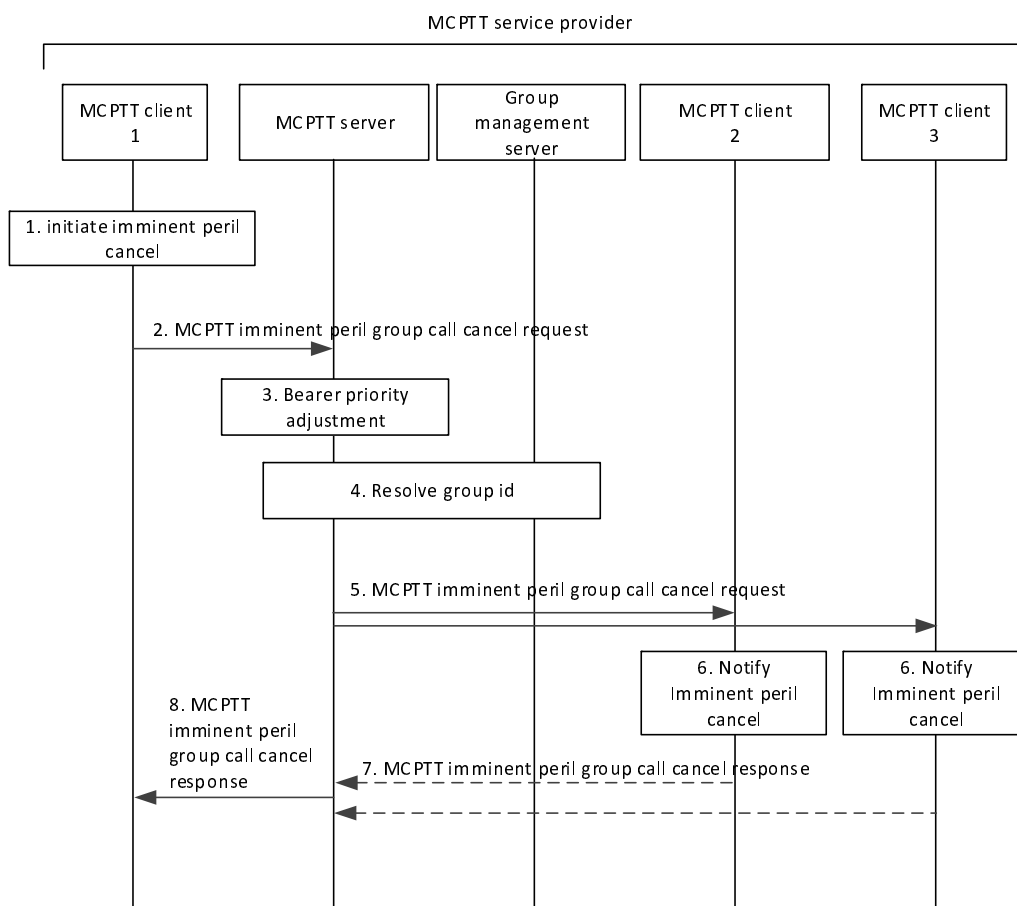 MCPTT service provider
MCPTT client
1
MCPTT server
Group
management
server
MCPTT client
2
MCPTT client
3
1. initiate imminent peril
cancel
2. MCPTT imminent peril group call cancel request
3. Bearer priority
adjustment
4. Resolve group id
5. MCPTT imminent peril group call cancel request
6. Notify
Imminent peril
cancel
6. Notify
Imminent peril
cancel
8. MCPTT
imminent peril
group call cancel
response
7. MCPTT imminent peril group call cancel response